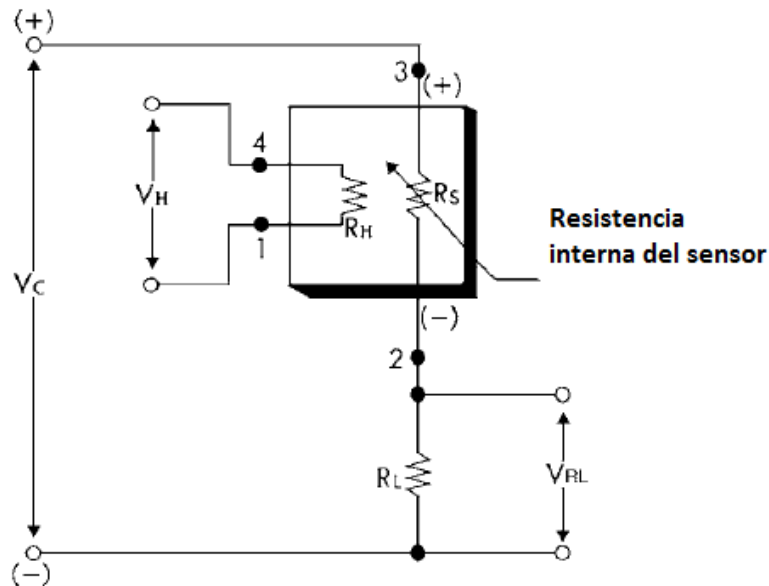 (+)
3
(+)
4
VH
RS
RH
1
Resistencia
interna del sensor
VC
(−)
2
RL
VRL
(−)